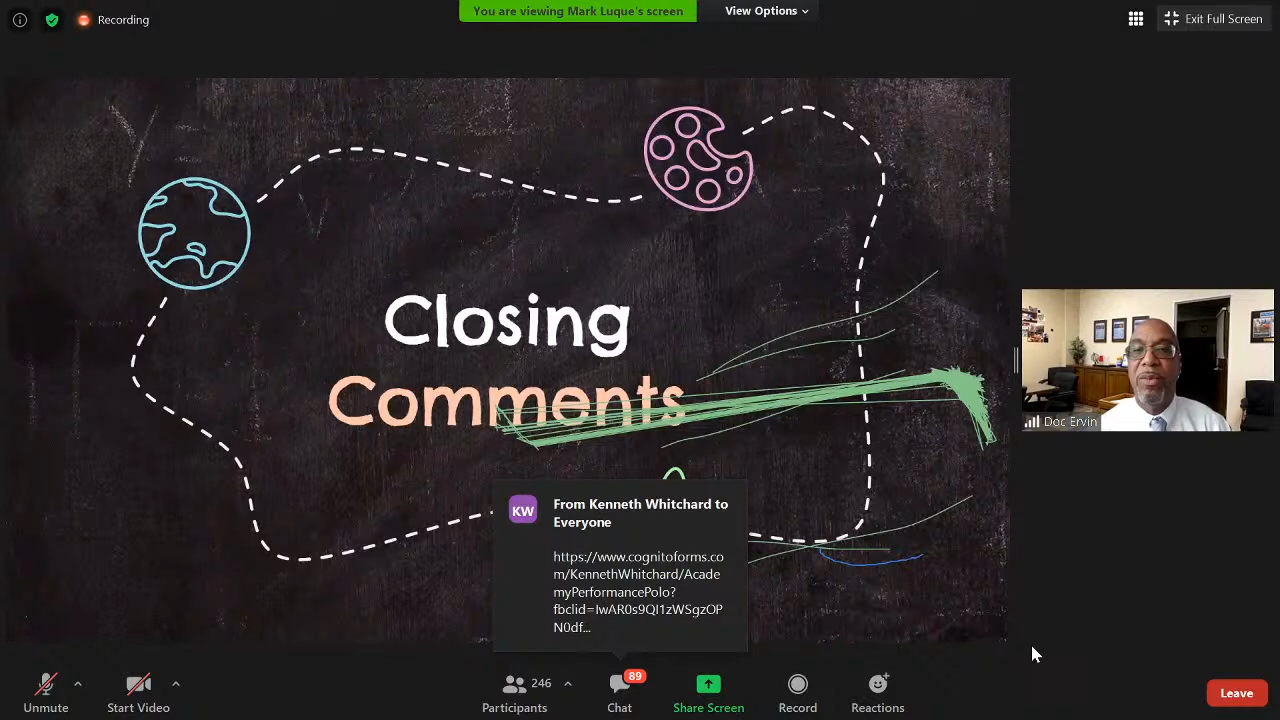 Recording
You are viewing Mark Luque's screen
View Options
Exit Full Screen
Closing
Comments
Doc Ervin
KW
From Kenneth Whitchard to
Everyone
https://www.cognitoforms.co
m/KennethWhitchard/Acade
myPerformancePolo?
fbclid=IwAR0s9QI1zWSgzOP
N0df...
Unmute
Start Video
246
Participants
89
Chat
Share Screen
Record
Reactions
Leave